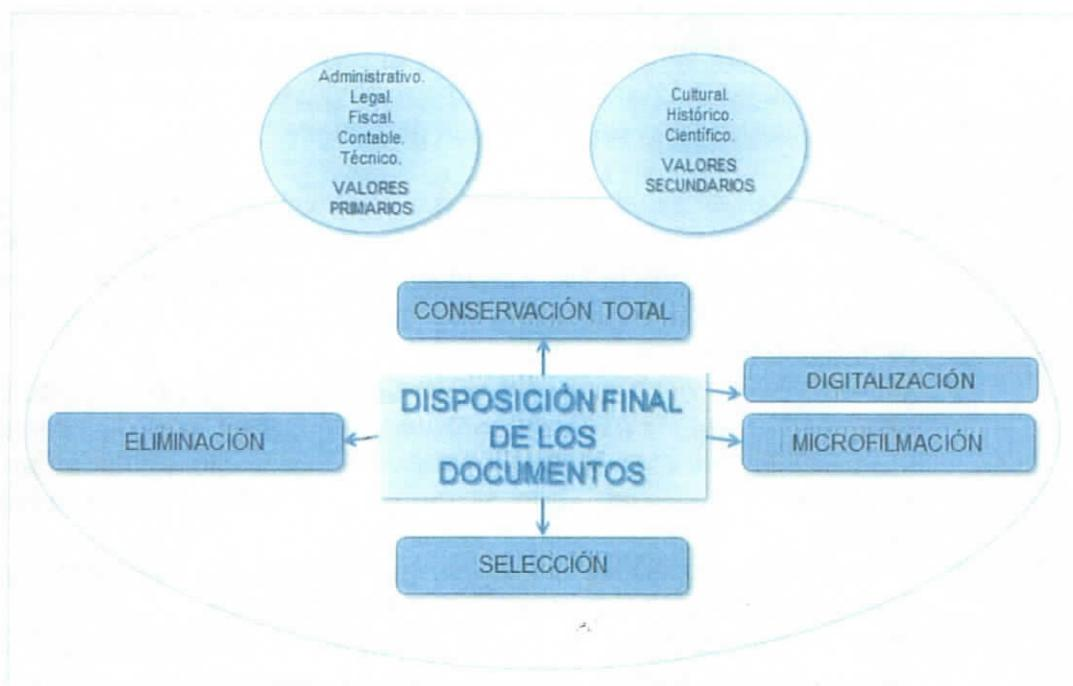 Administrativo.
Legal.
Fiscal.
Contable.
Técnico.
VALORES
PRIMARIOS
Cultural.
Histórico.
Científico.
VALORES
SECUNDARIOS
CONSERVACIÓN TOTAL
DISPOSICIÓN FINAL
DE LOS
DOCUMENTOS
DIGITALIZACIÓN
ELIMINACIÓN
MICROFILMACIÓN
SELECCIÓN